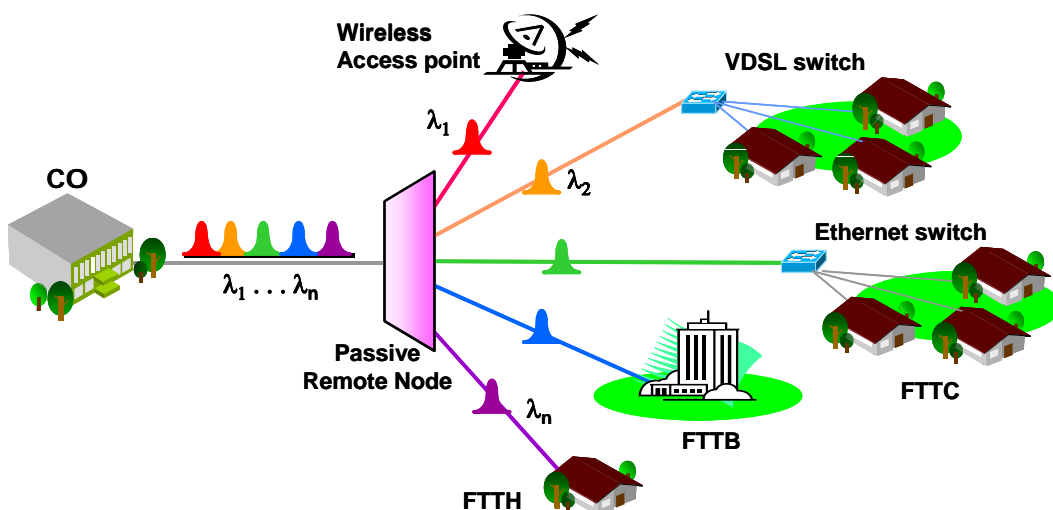 Wireless
Access point
VDSL switch
λ1
λ2
CO
Ethernet switch
λ1 . . . λn
Passive
Remote Node
λn
FTTC
FTTB
FTTH